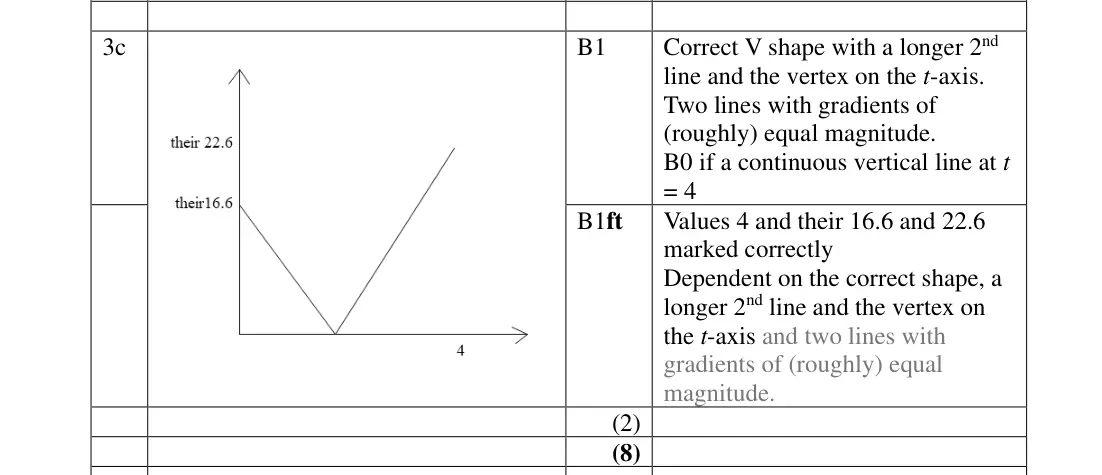 3c
their 22.6
their16.6
4
B1
Correct V shape with a longer 2nd
line and the vertex on the t-axis.
Two lines with gradients of
(roughly) equal magnitude.
B0 if a continuous vertical line at t
= 4
B1ft
Values 4 and their 16.6 and 22.6
marked correctly
Dependent on the correct shape, a
longer 2nd line and the vertex on
the t-axis and two lines with
gradients of (roughly) equal
magnitude.
(2)
(8)